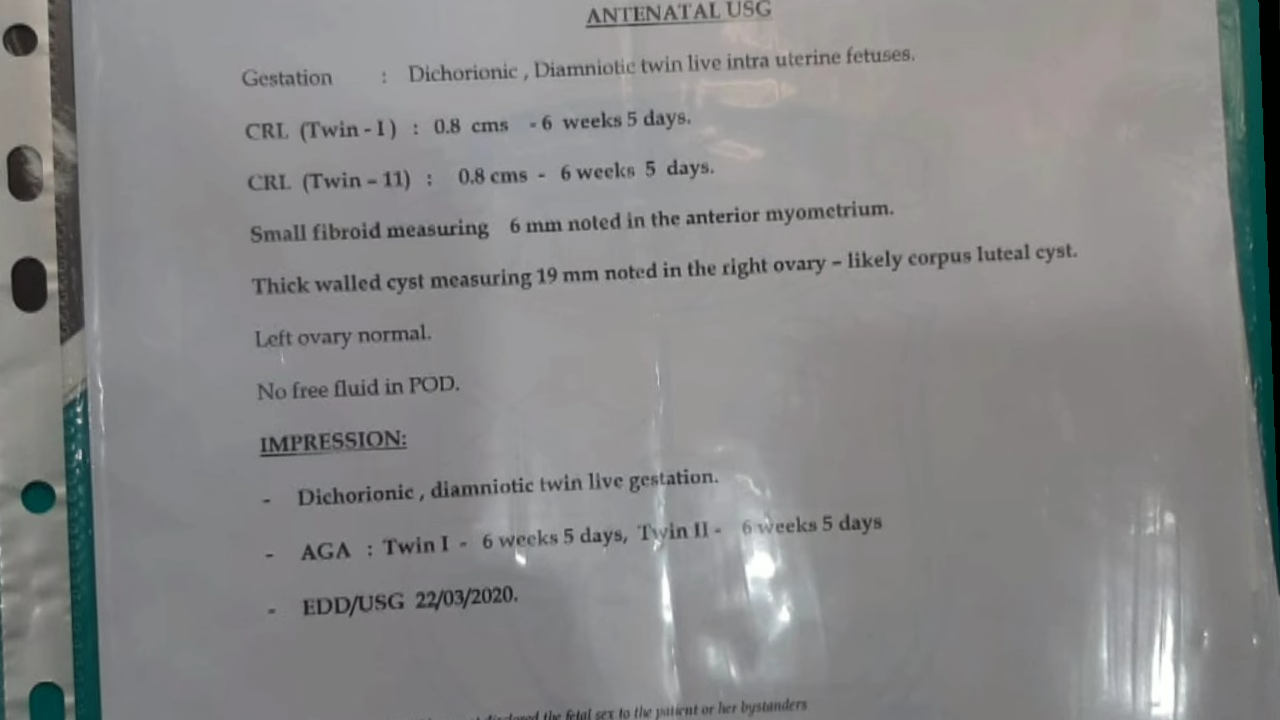 ANTENATAL USG
Gestation : Dichorionic , Diamniotic twin live intra uterine fetuses.
CRL (Twin - I ) : 0.8 cms - 6 weeks 5 days.
CRL (Twin – 11) : 0.8 cms - 6 weeks 5 days.
Small fibroid measuring 6 mm noted in the anterior myometrium.
Thick walled cyst measuring 19 mm noted in the right ovary – likely corpus luteal cyst.
Left ovary normal.
No free fluid in POD.
IMPRESSION:
- Dichorionic , diamniotic twin live gestation.
- AGA : Twin I - 6 weeks 5 days, Twin II - 6 weeks 5 days
- EDD/USG 22/03/2020.
the fetal sex to the patient or her bystanders